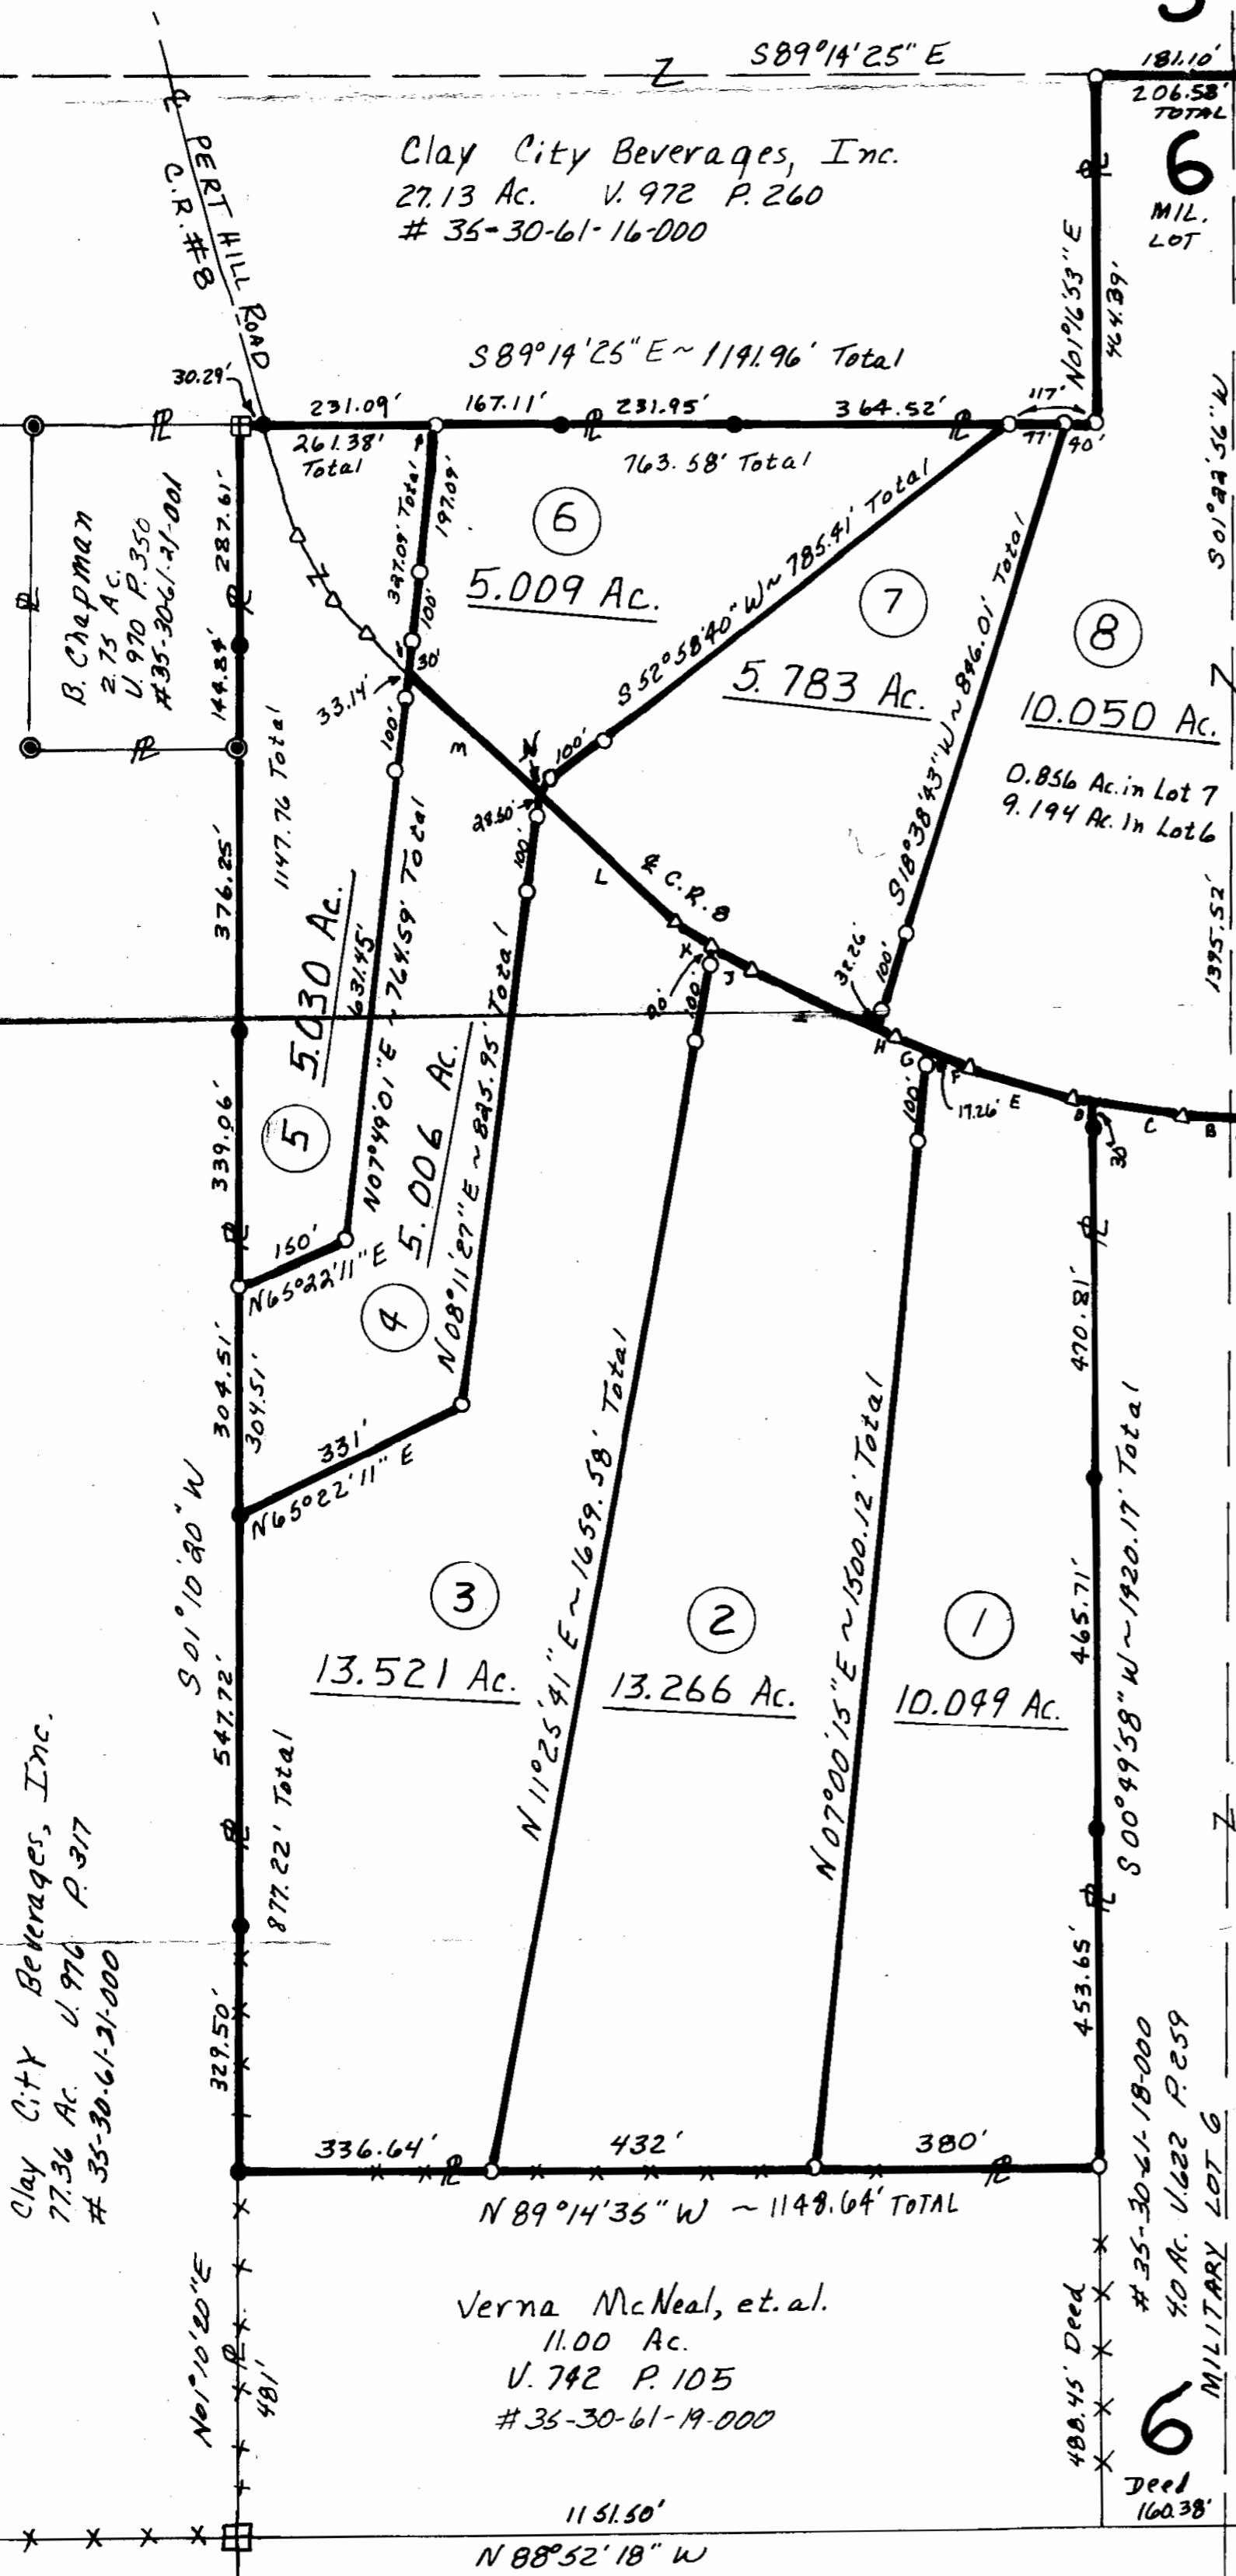 S89°14'25" E
181.10'
206.58'
TOTAL
6
MIL.
LOT
PERT HILL ROAD
C.R. #8
Clay City Beverages, Inc.
27.13 Ac. V. 972 P. 260
# 35-30-61-16-000
N01°16'53" E
464.39'
S89°14'25" E ~ 1141.96' Total
30.29'
231.09'
167.11'
231.95'
364.52'
117'
77'
40'
261.38'
Total
763.58' Total
B. Chapman
2.75 Ac.
V. 970 P. 350
#35-30-61-21-001
287.61'
144.84'
327.09' Total
197.09'
100'
30'
33.14'
100'
6
5.009 Ac.
S 52°58'40" W ~ 785.41' Total
7
5.783 Ac.
S18°38'43" W ~ 846.01' Total
8
10.050 Ac.
0.856 Ac. in Lot 7
9.194 Ac. in Lot 6
S01°22'56" W
7
1395.52'
M
100'
28.60'
100'
L
C.R. 8
J
20'
100'
I
32.26'
100'
H
G
F
E
D
C
B
17.26'
100'
30'
1147.76 Total
376.25'
5
5.030 Ac.
631.45'
N07°49'01" E ~ 764.59' Total
339.06'
150'
N65°22'11" E
4
5.006 Ac.
N08°11'27" E ~ 825.95' Total
304.51'
304.51'
331'
N65°22'11" E
S01°10'20" W
470.81'
3
13.521 Ac.
N 11°25'41" E ~ 1659.58' Total
2
13.266 Ac.
N 07°00'15" E ~ 1500.12' Total
1
10.049 Ac.
465.71'
S 00°49'58" W ~ 1420.17' Total
547.72'
877.22' Total
Clay City Beverages, Inc.
77.36 Ac. V. 976 P. 317
# 35-30-61-21-000
329.50'
453.65'
336.64'
432'
380'
N 89°14'35" W ~ 1148.64' TOTAL
# 35-30-61-18-000
40 Ac. V.622 P.259
MILITARY LOT 6
Verna McNeal, et. al.
11.00 Ac.
V. 742 P. 105
# 35-30-61-19-000
N01°10'20" E
481'
488.45' Deed
6
Deed
160.38'
1151.50'
N 88°52'18" W